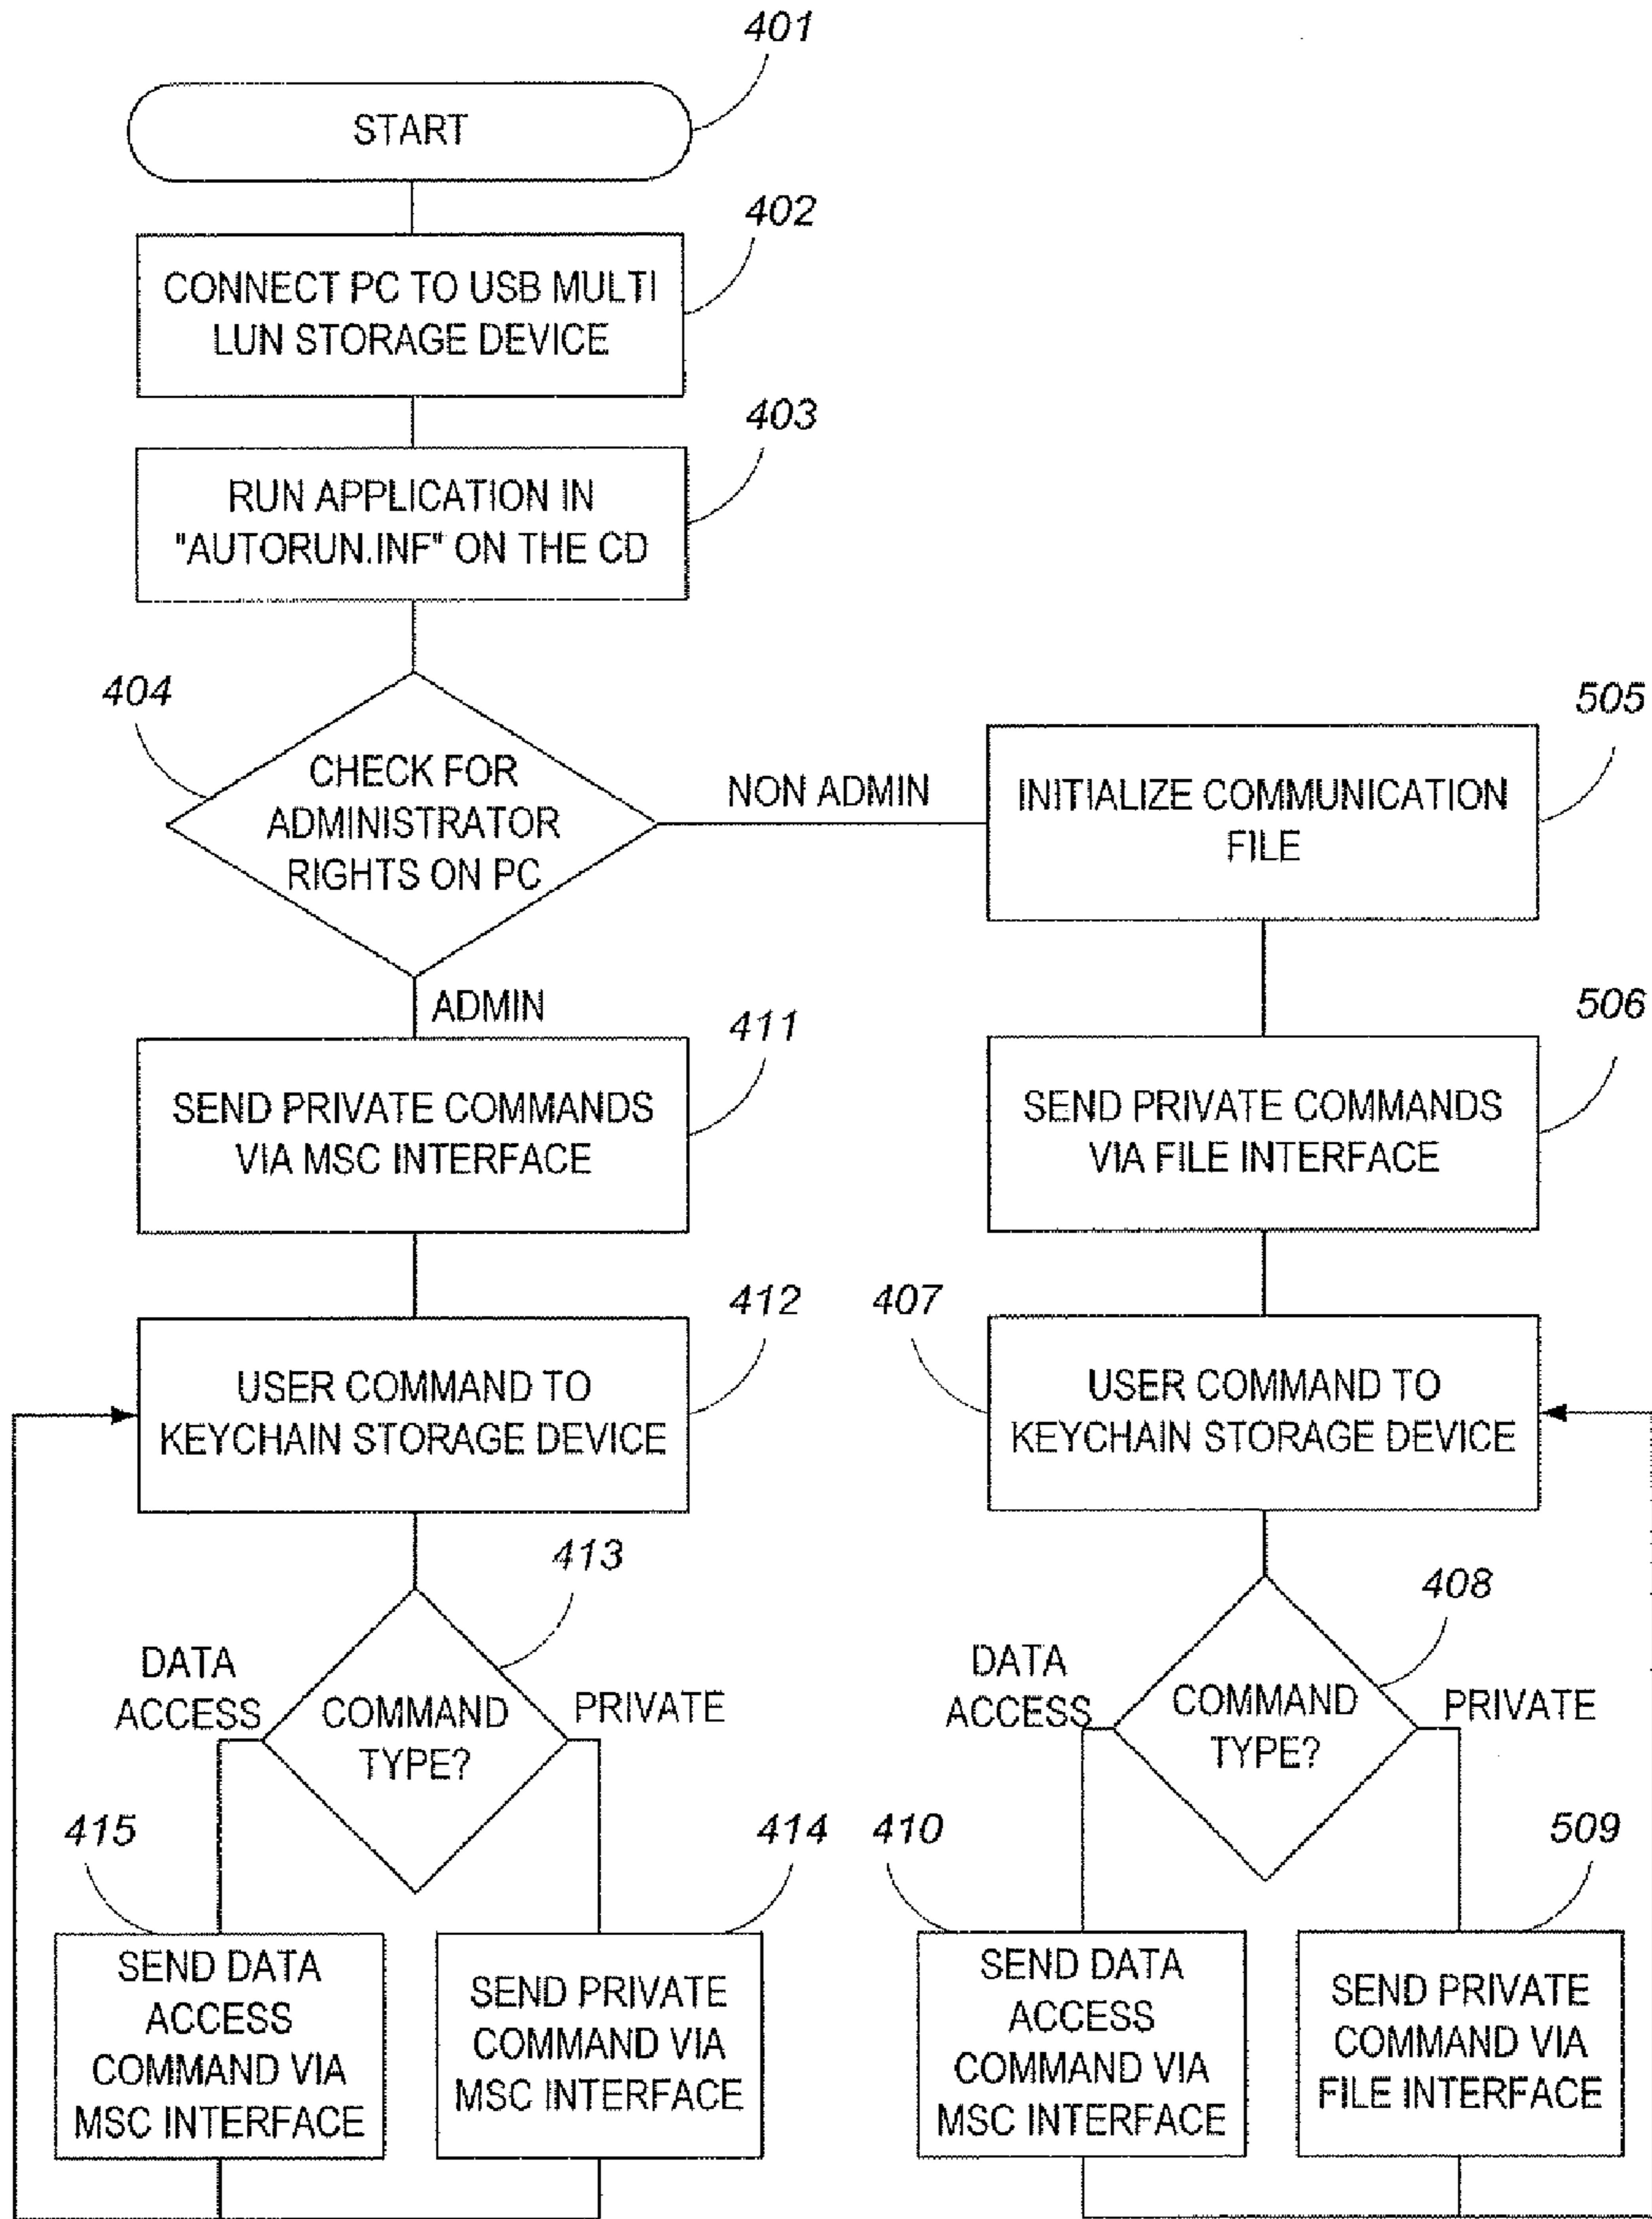 401
START
402
CONNECT PC TO USB MULTI
LUN STORAGE DEVICE
403
RUN APPLICATION IN
"AUTORUN.INF" ON THE CD
404
CHECK FOR
ADMINISTRATOR
RIGHTS ON PC
NON ADMIN
505
INITIALIZE COMMUNICATION
FILE
ADMIN
411
SEND PRIVATE COMMANDS
VIA MSC INTERFACE
506
SEND PRIVATE COMMANDS
VIA FILE INTERFACE
412
USER COMMAND TO
KEYCHAIN STORAGE DEVICE
407
USER COMMAND TO
KEYCHAIN STORAGE DEVICE
413
DATA
ACCESS
COMMAND
TYPE?
PRIVATE
408
DATA
ACCESS
COMMAND
TYPE?
PRIVATE
415
SEND DATA
ACCESS
COMMAND VIA
MSC INTERFACE
414
SEND PRIVATE
COMMAND VIA
MSC INTERFACE
410
SEND DATA
ACCESS
COMMAND VIA
MSC INTERFACE
509
SEND PRIVATE
COMMAND VIA
FILE INTERFACE